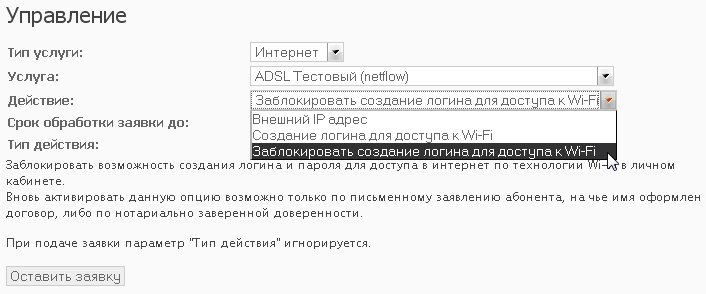 Управление
Тип услуги: Интернет
Услуга: ADSL Тестовый (netflow)
Действие: Заблокировать создание логина для доступа к Wi-Fi
Срок обработки заявки до: Внешний IP адрес
Создание логина для доступа к Wi-Fi
Тип действия: Заблокировать создание логина для доступа к Wi-Fi
Заблокировать возможность создания логина и пароля для доступа в интернет по технологии Wi-Fi в личном
кабинете.
Вновь активировать данную опцию возможно только по письменному заявлению абонента, на чье имя оформлен
договор, либо по нотариально заверенной доверенности.
При подаче заявки параметр "Тип действия" игнорируется.
Оставить заявку